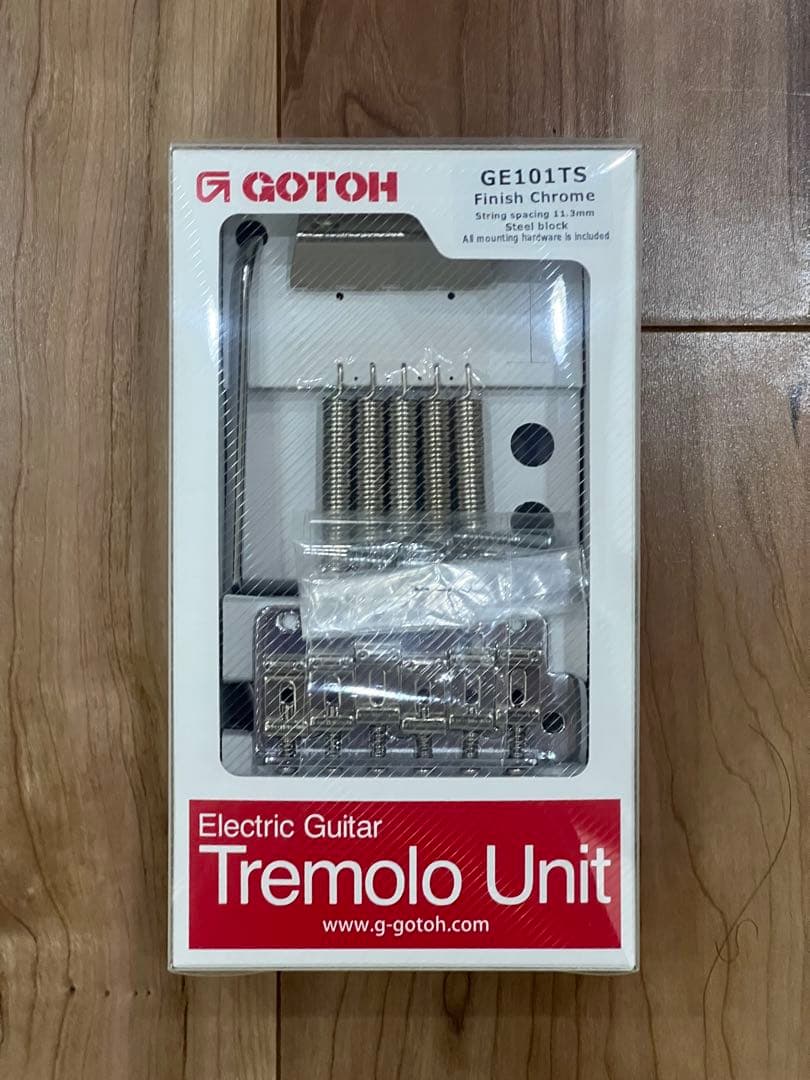 GOTOH
GE101TS
Finish Chrome
String spacing 11.3mm
Steel block
All mounting hardware is included
Electric Guitar
Tremolo Unit
www.g-gotoh.com